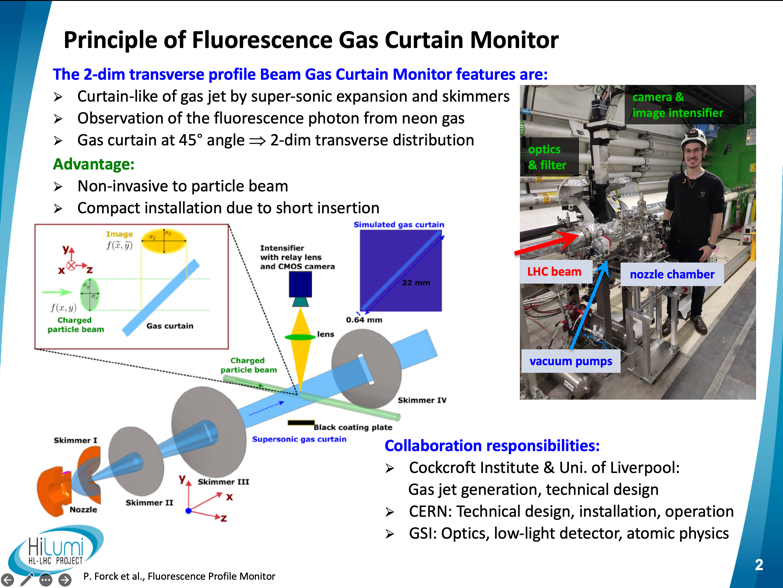 Principle of Fluorescence Gas Curtain Monitor
The 2-dim transverse profile Beam Gas Curtain Monitor features are:
➢ Curtain-like of gas jet by super-sonic expansion and skimmers
➢ Observation of the fluorescence photon from neon gas
➢ Gas curtain at 45° angle ⇒ 2-dim transverse distribution
Advantage:
➢ Non-invasive to particle beam
➢ Compact installation due to short insertion
camera &
image intensifier
optics
& filter
LHC beam
nozzle chamber
vacuum pumps
Image
f(x̄, ȳ)
y
x
z
f(x, y)
Charged
particle beam
Gas curtain
Intensifier
with relay lens
and CMOS camera
Simulated gas curtain
22 mm
0.64 mm
lens
Charged
particle beam
Skimmer IV
Black coating plate
Supersonic gas curtain
Skimmer I
Skimmer III
Skimmer II
Nozzle
y
x
z
Collaboration responsibilities:
➢ Cockcroft Institute & Uni. of Liverpool:
Gas jet generation, technical design
➢ CERN: Technical design, installation, operation
➢ GSI: Optics, low-light detector, atomic physics
HiLumi
HL-LHC PROJECT
P. Forck et al., Fluorescence Profile Monitor
2